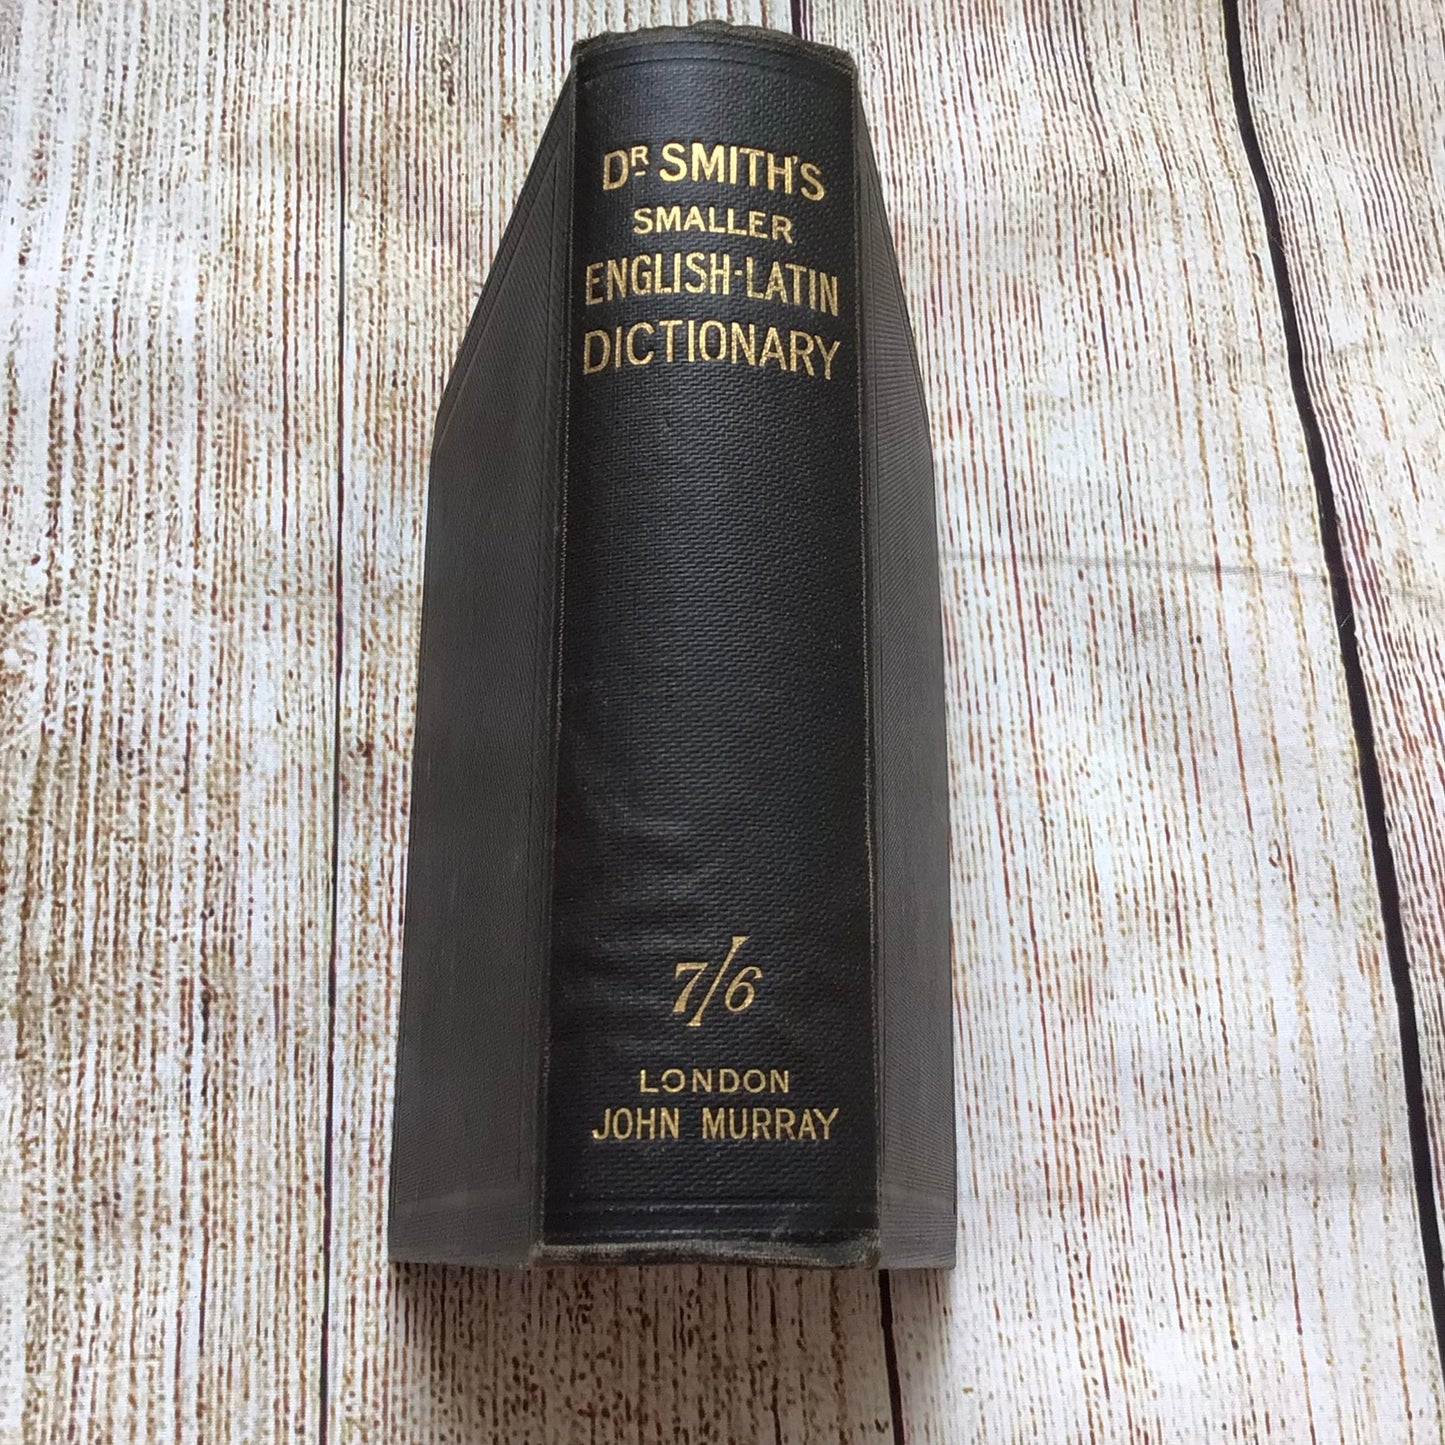 DR SMITH'S
SMALLER
ENGLISH-LATIN
DICTIONARY
7/6
LONDON
JOHN MURRAY